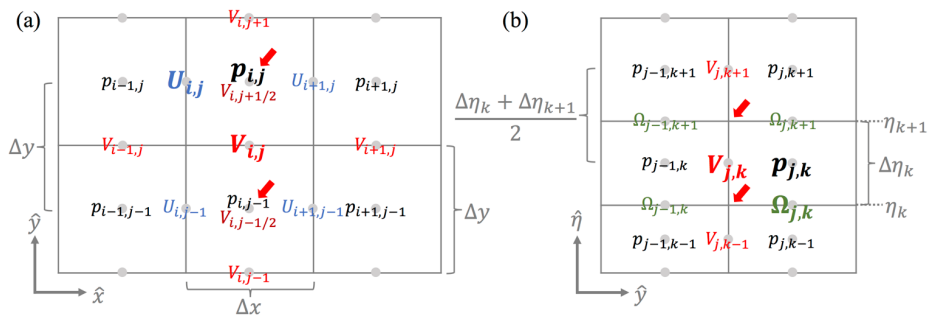 (a)
V_{i,j+1}
p_{i-1,j} U_{i,j} p_{i,j} U_{i+1,j} p_{i+1,j}
V_{i,j+1/2}
Δy
V_{i-1,j} V_{i,j} V_{i+1,j}
p_{i-1,j-1} U_{i,j-1} p_{i,j-1} U_{i+1,j-1} p_{i+1,j-1}
V_{i,j-1/2}
Δy
ŷ
V_{i,j-1}
x̂
Δx
(b)
p_{j-1,k+1} V_{j,k+1} p_{j,k+1}
Δη_k + Δη_{k+1}
2
Ω_{j-1,k+1} Ω_{j,k+1} η_{k+1}
p_{j-1,k} V_{j,k} p_{j,k} Δη_k
Ω_{j-1,k} Ω_{j,k} η_k
η̂
p_{j-1,k-1} V_{j,k-1} p_{j,k-1}
ŷ